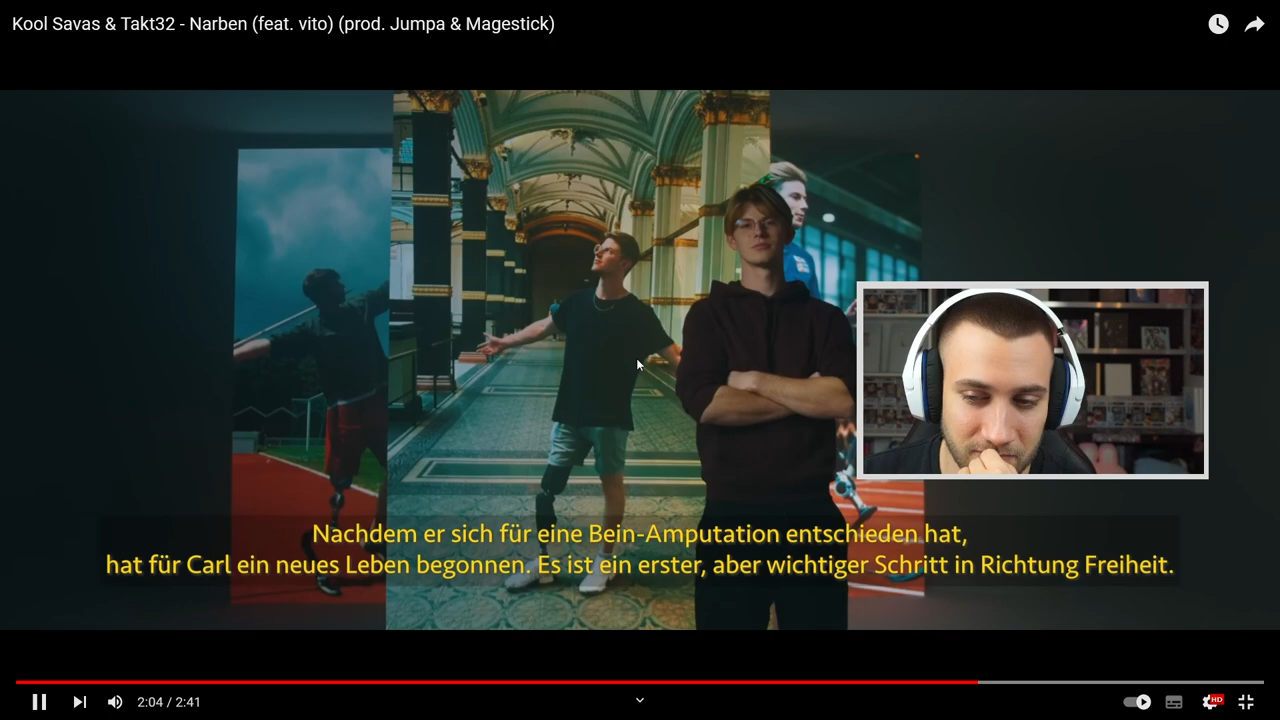 Kool Savas & Takt32 - Narben (feat. vito) (prod. Jumpa & Magestick)
Nachdem er sich für eine Bein-Amputation entschieden hat,
hat für Carl ein neues Leben begonnen. Es ist ein erster, aber wichtiger Schritt in Richtung Freiheit.
2:04 / 2:41
HD